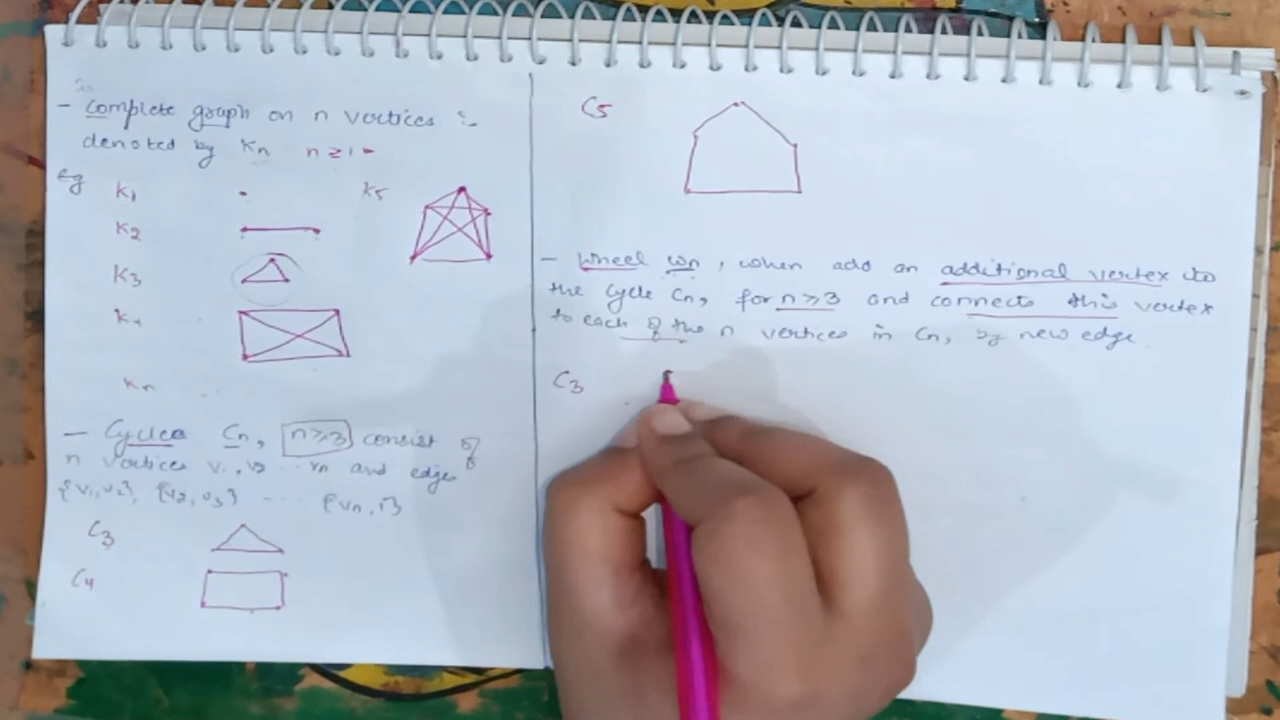 - Complete graph on n vertices :-
denoted by Kn n ≥ 1 -
eg K1 K5
K2
K3
K4
Kn
- Cycles Cn, n ≥ 3 consist of
n vertices v1, v2 ... vn and edges
{v1, v2}, {v2, v3} .... {vn, 1}
C3
C4
C5
- Wheel wn, when add an additional vertex to
the Cycle Cn, for n ≥ 3 and connects this vertex
to each of the n vertices in Cn, by new edge.
C3